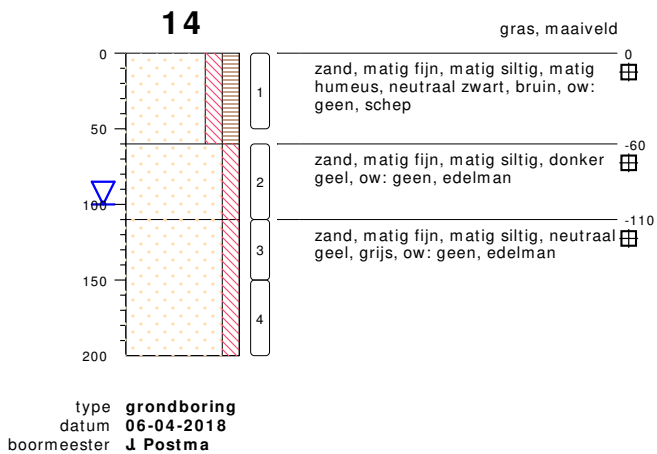 14
gras, maaiveld
0
0
zand, matig fijn, matig siltig, matig
humeus, neutraal zwart, bruin, ow:
geen, schep
1
50
-60
zand, matig fijn, matig siltig, donker
geel, ow: geen, edelman
2
100
-110
zand, matig fijn, matig siltig, neutraal
geel, grijs, ow: geen, edelman
3
150
4
200
type grondboring
datum 06-04-2018
boormeester J. Postma